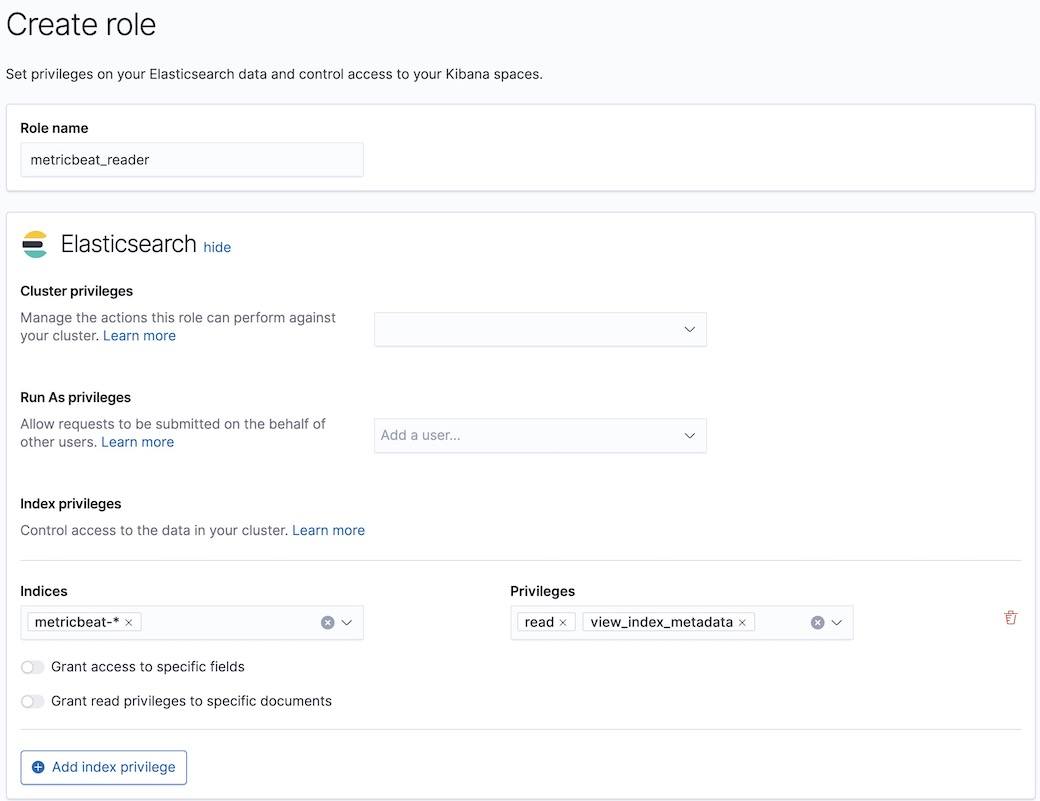 Create role
Set privileges on your Elasticsearch data and control access to your Kibana spaces.
Role name
metricbeat_reader
Elasticsearch hide
Cluster privileges
Manage the actions this role can perform against
your cluster. Learn more
Run As privileges
Allow requests to be submitted on the behalf of
other users. Learn more
Add a user...
Index privileges
Control access to the data in your cluster. Learn more
Indices
metricbeat-* ×
Privileges
read × view_index_metadata ×
Grant access to specific fields
Grant read privileges to specific documents
Add index privilege